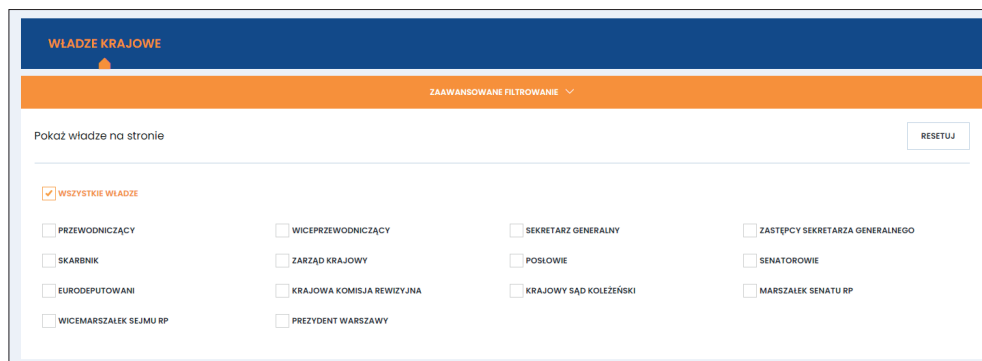 WŁADZE KRAJOWE
ZAAWANSOWANE FILTROWANIE
Pokaż władze na stronie
RESETUJ
WSZYSTKIE WŁADZE
PRZEWODNICZĄCY WICEPRZEWODNICZĄCY SEKRETARZ GENERALNY ZASTĘPCY SEKRETARZA GENERALNEGO
SKARBNIK ZARZĄD KRAJOWY POSŁOWIE SENATOROWIE
EURODEPUTOWANI KRAJOWA KOMISJA REWIZYJNA KRAJOWY SĄD KOLEŻEŃSKI MARSZAŁEK SENATU RP
WICEMARSZAŁEK SEJMU RP PREZYDENT WARSZAWY